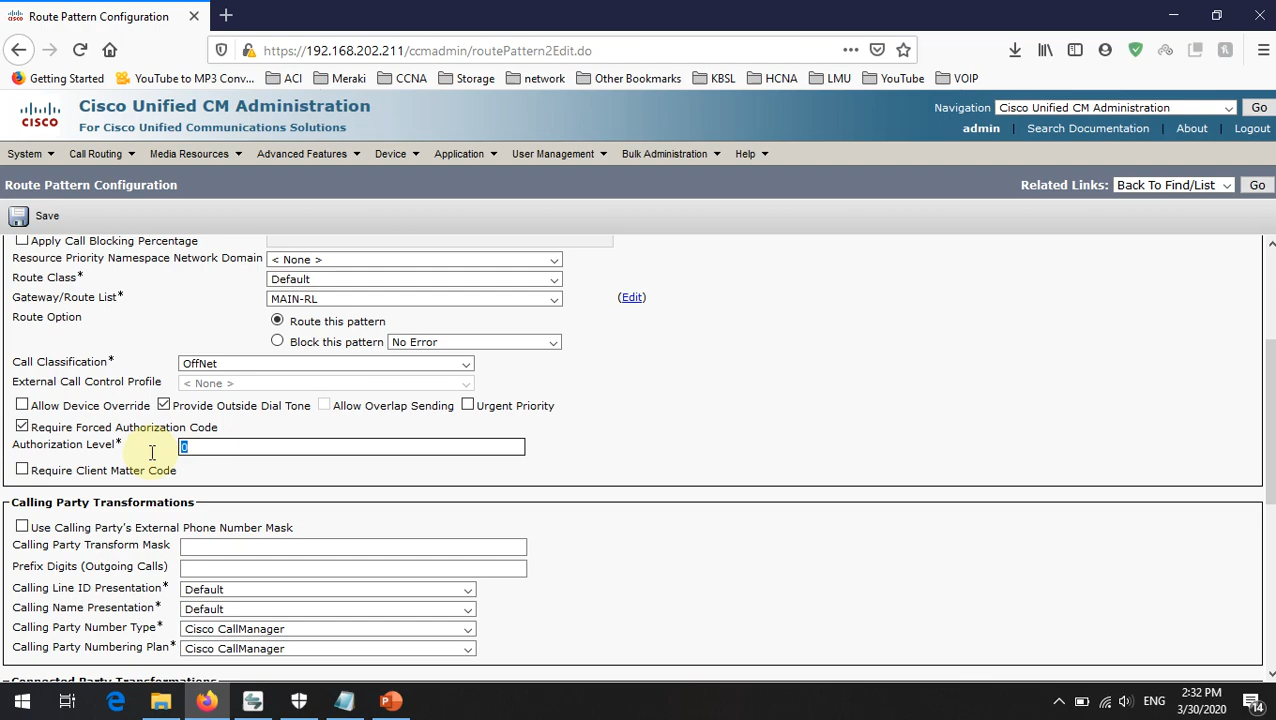 Route Pattern Configuration
https://192.168.202.211/ccmadmin/routePattern2Edit.do
Getting Started YouTube to MP3 Conv... ACI Meraki CCNA Storage network Other Bookmarks KBSL HCNA LMU YouTube VOIP
CISCO
Cisco Unified CM Administration
For Cisco Unified Communications Solutions
Navigation Cisco Unified CM Administration Go
admin Search Documentation About Logout
System Call Routing Media Resources Advanced Features Device Application User Management Bulk Administration Help
Route Pattern Configuration
Related Links: Back To Find/List Go
Save
Apply Call Blocking Percentage
Resource Priority Namespace Network Domain < None >
Route Class* Default
Gateway/Route List* MAIN-RL (Edit)
Route Option Route this pattern
Block this pattern No Error
Call Classification* OffNet
External Call Control Profile < None >
Allow Device Override Provide Outside Dial Tone Allow Overlap Sending Urgent Priority
Require Forced Authorization Code
Authorization Level* 0
Require Client Matter Code
Calling Party Transformations
Use Calling Party's External Phone Number Mask
Calling Party Transform Mask
Prefix Digits (Outgoing Calls)
Calling Line ID Presentation* Default
Calling Name Presentation* Default
Calling Party Number Type* Cisco CallManager
Calling Party Numbering Plan* Cisco CallManager
Connected Party Transformations
ENG
2:32 PM
3/30/2020
14